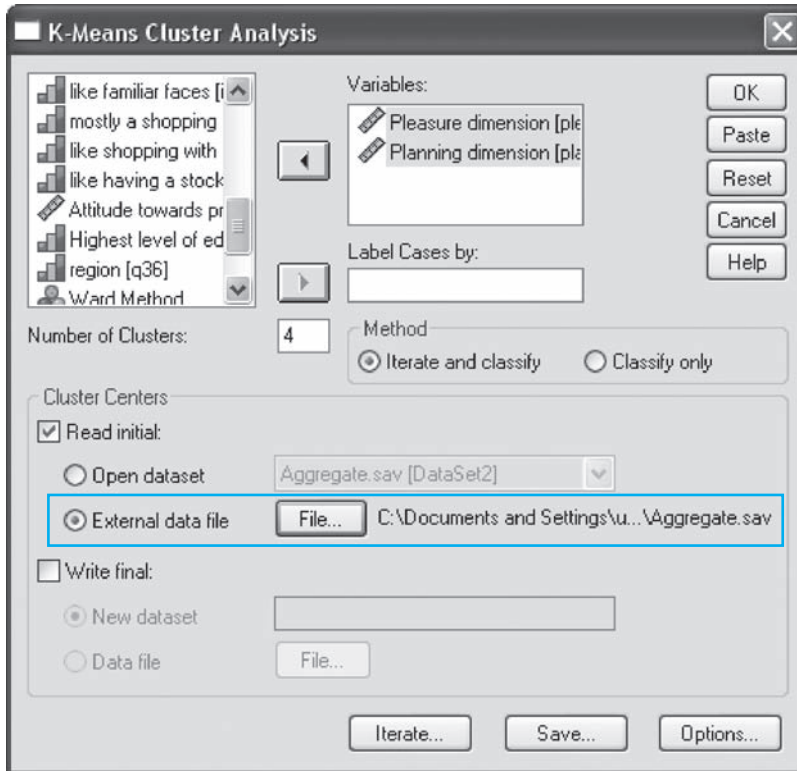 K-Means Cluster Analysis
like familiar faces [i
mostly a shopping
like shopping with
like having a stock
Attitude towards pr
Highest level of ed
region [q36]
Ward Method
Variables:
Pleasure dimension [ple
Planning dimension [pla
Label Cases by:
OK
Paste
Reset
Cancel
Help
Number of Clusters:
4
Method
Iterate and classify
Classify only
Cluster Centers
Read initial:
Open dataset
Aggregate.sav [DataSet2]
External data file
File...
C:\Documents and Settings\u...\Aggregate.sav
Write final:
New dataset
Data file
File...
Iterate...
Save...
Options...